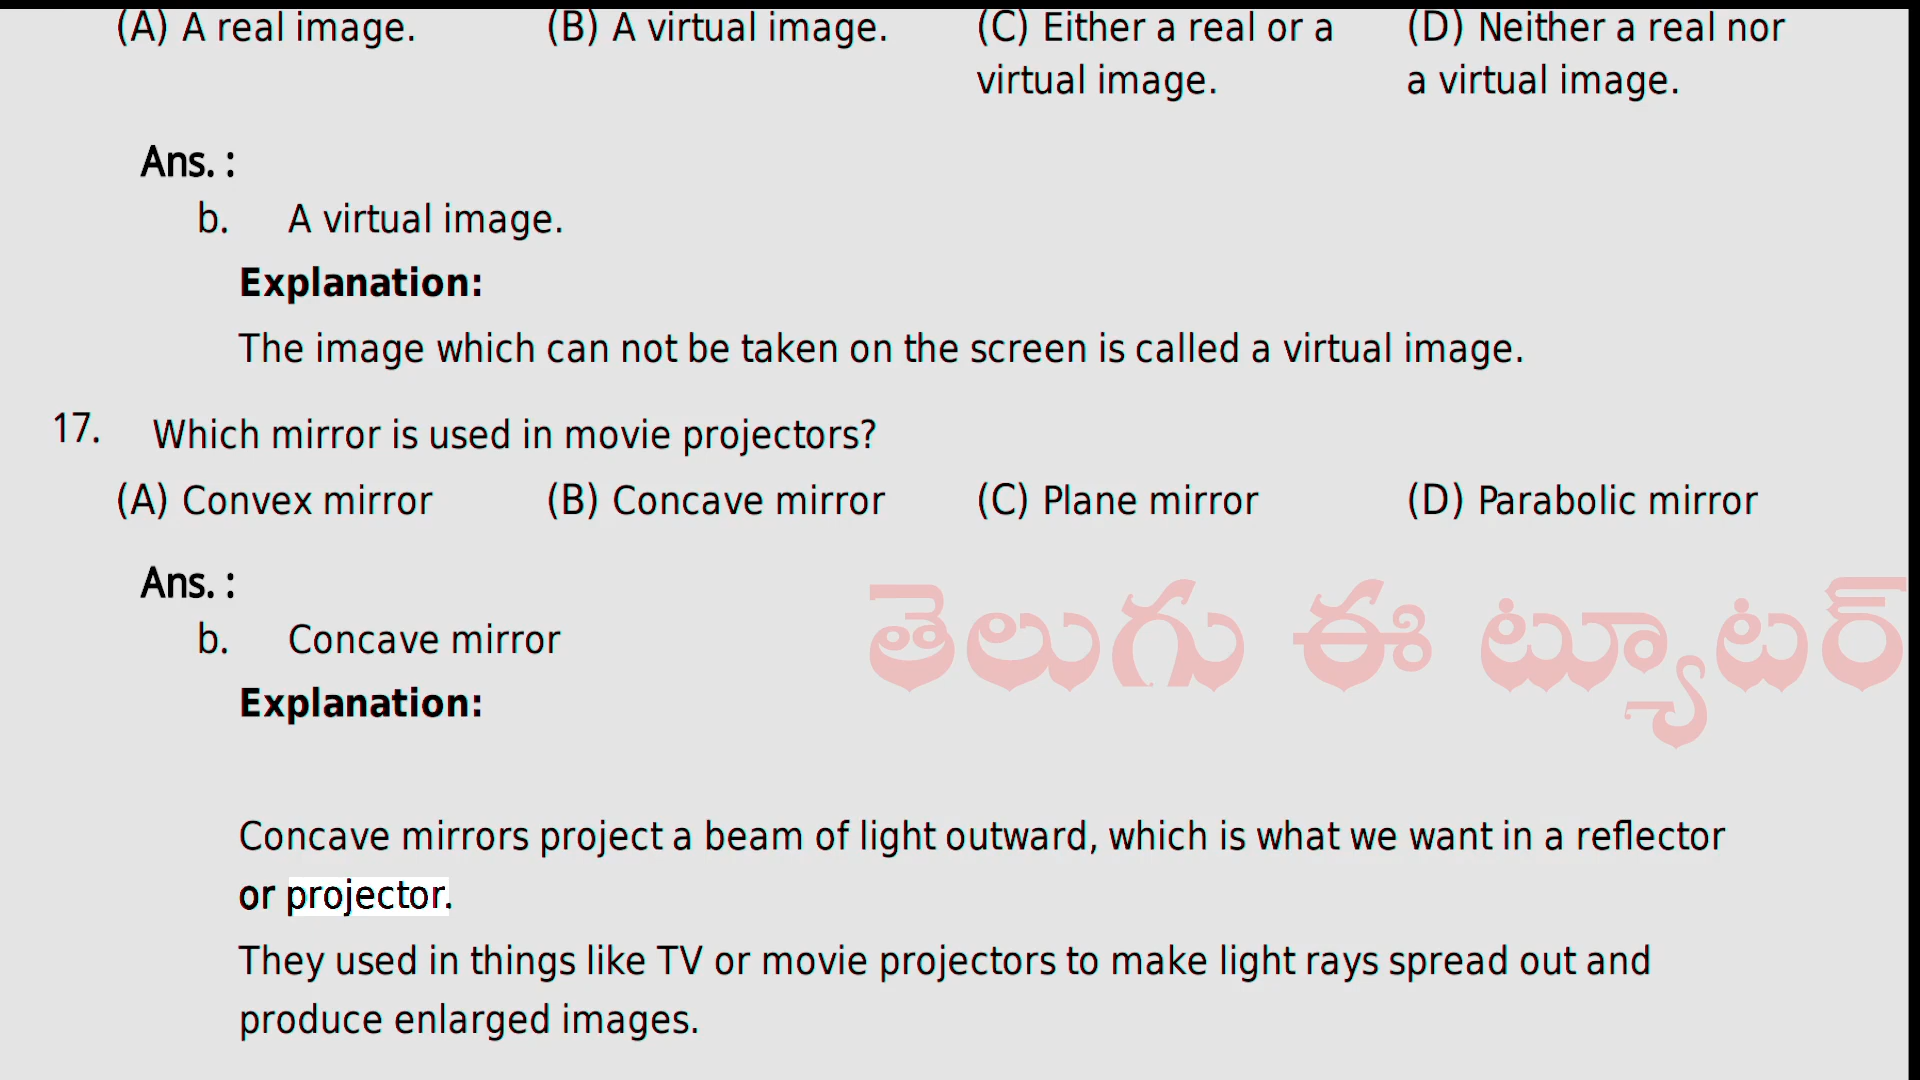 (A) A real image. (B) A virtual image. (C) Either a real or a virtual image. (D) Neither a real nor a virtual image.
Ans. :
b. A virtual image.
Explanation:
The image which can not be taken on the screen is called a virtual image.
17. Which mirror is used in movie projectors?
(A) Convex mirror (B) Concave mirror (C) Plane mirror (D) Parabolic mirror
Ans. :
తెలుగు ఈ ట్యూటర్
b. Concave mirror
Explanation:
Concave mirrors project a beam of light outward, which is what we want in a reflector
or projector.
They used in things like TV or movie projectors to make light rays spread out and
produce enlarged images.